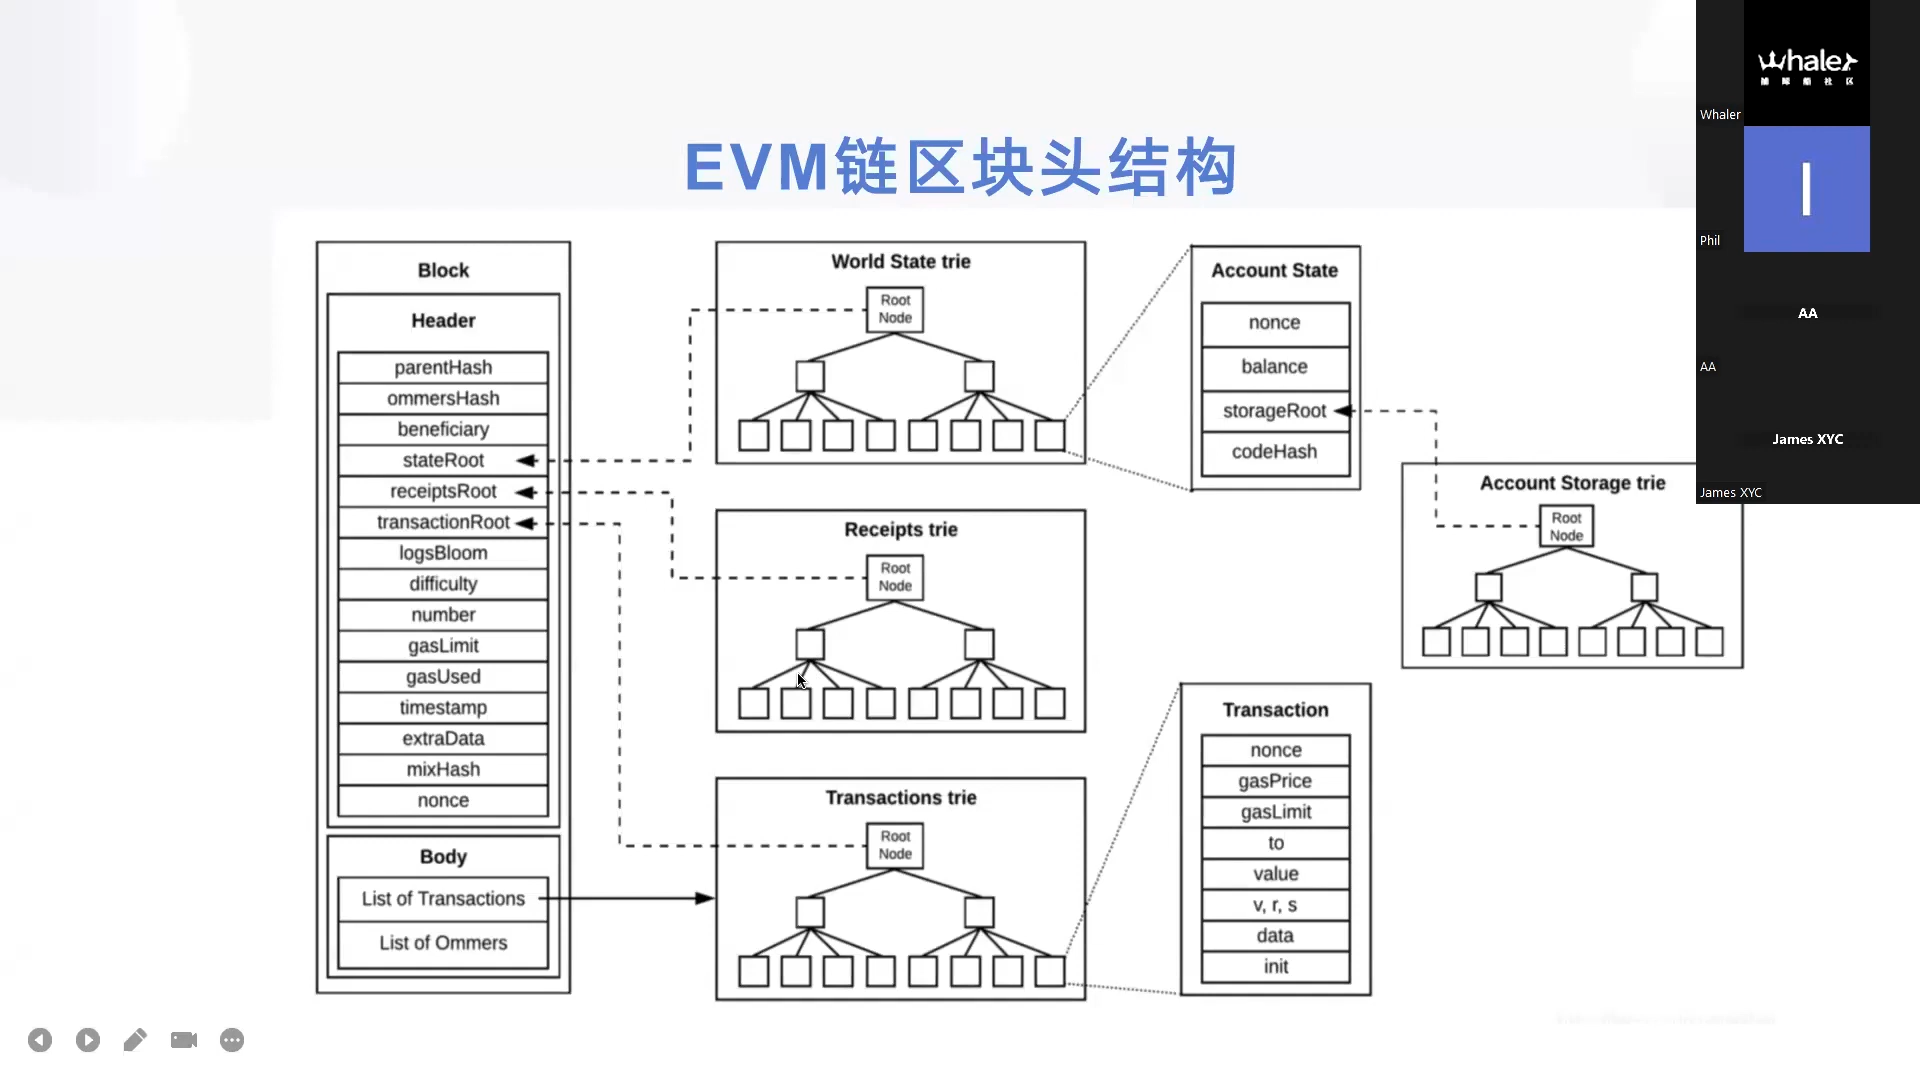 EVM链区块头结构
Block
Header
parentHash
ommersHash
beneficiary
stateRoot
receiptsRoot
transactionRoot
logsBloom
difficulty
number
gasLimit
gasUsed
timestamp
extraData
mixHash
nonce
Body
List of Transactions
List of Ommers
World State trie
Root
Node
Receipts trie
Root
Node
Transactions trie
Root
Node
Account State
nonce
balance
storageRoot
codeHash
Account Storage trie
Root
Node
Transaction
nonce
gasPrice
gasLimit
to
value
v, r, s
data
init
whaler
Whaler
I
Phil
AA
AA
James XYC
James XYC